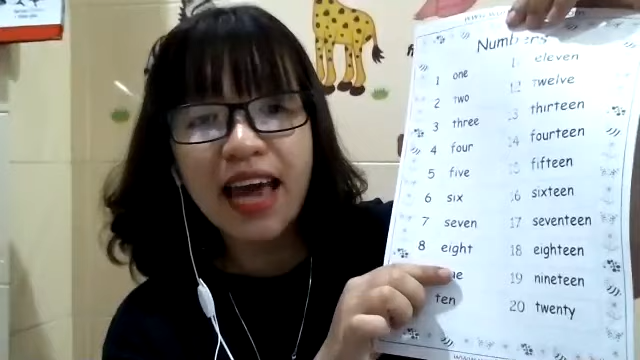 Numbers
1 one
2 two
3 three
4 four
5 five
6 six
7 seven
8 eight
ten
eleven
12 twelve
13 thirteen
14 fourteen
fifteen
16 sixteen
17 seventeen
18 eighteen
19 nineteen
20 twenty